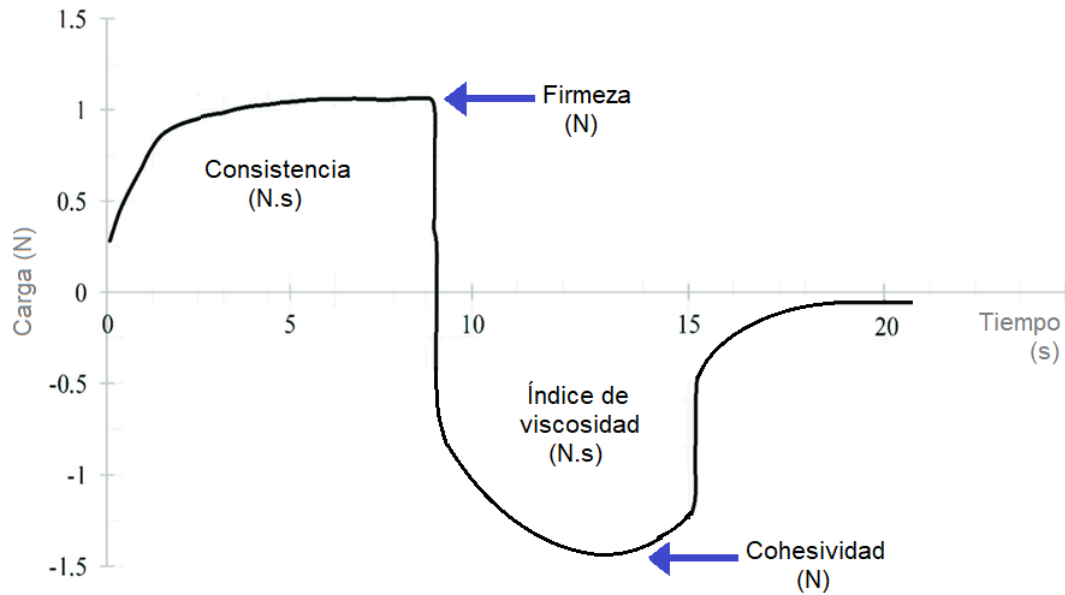 1.5
1
0.5
0
-0.5
-1
-1.5
Carga (N)
Firmeza
(N)
Consistencia
(N.s)
0
5
10
15
20
Tiempo
(s)
Índice de
viscosidad
(N.s)
Cohesividad
(N)